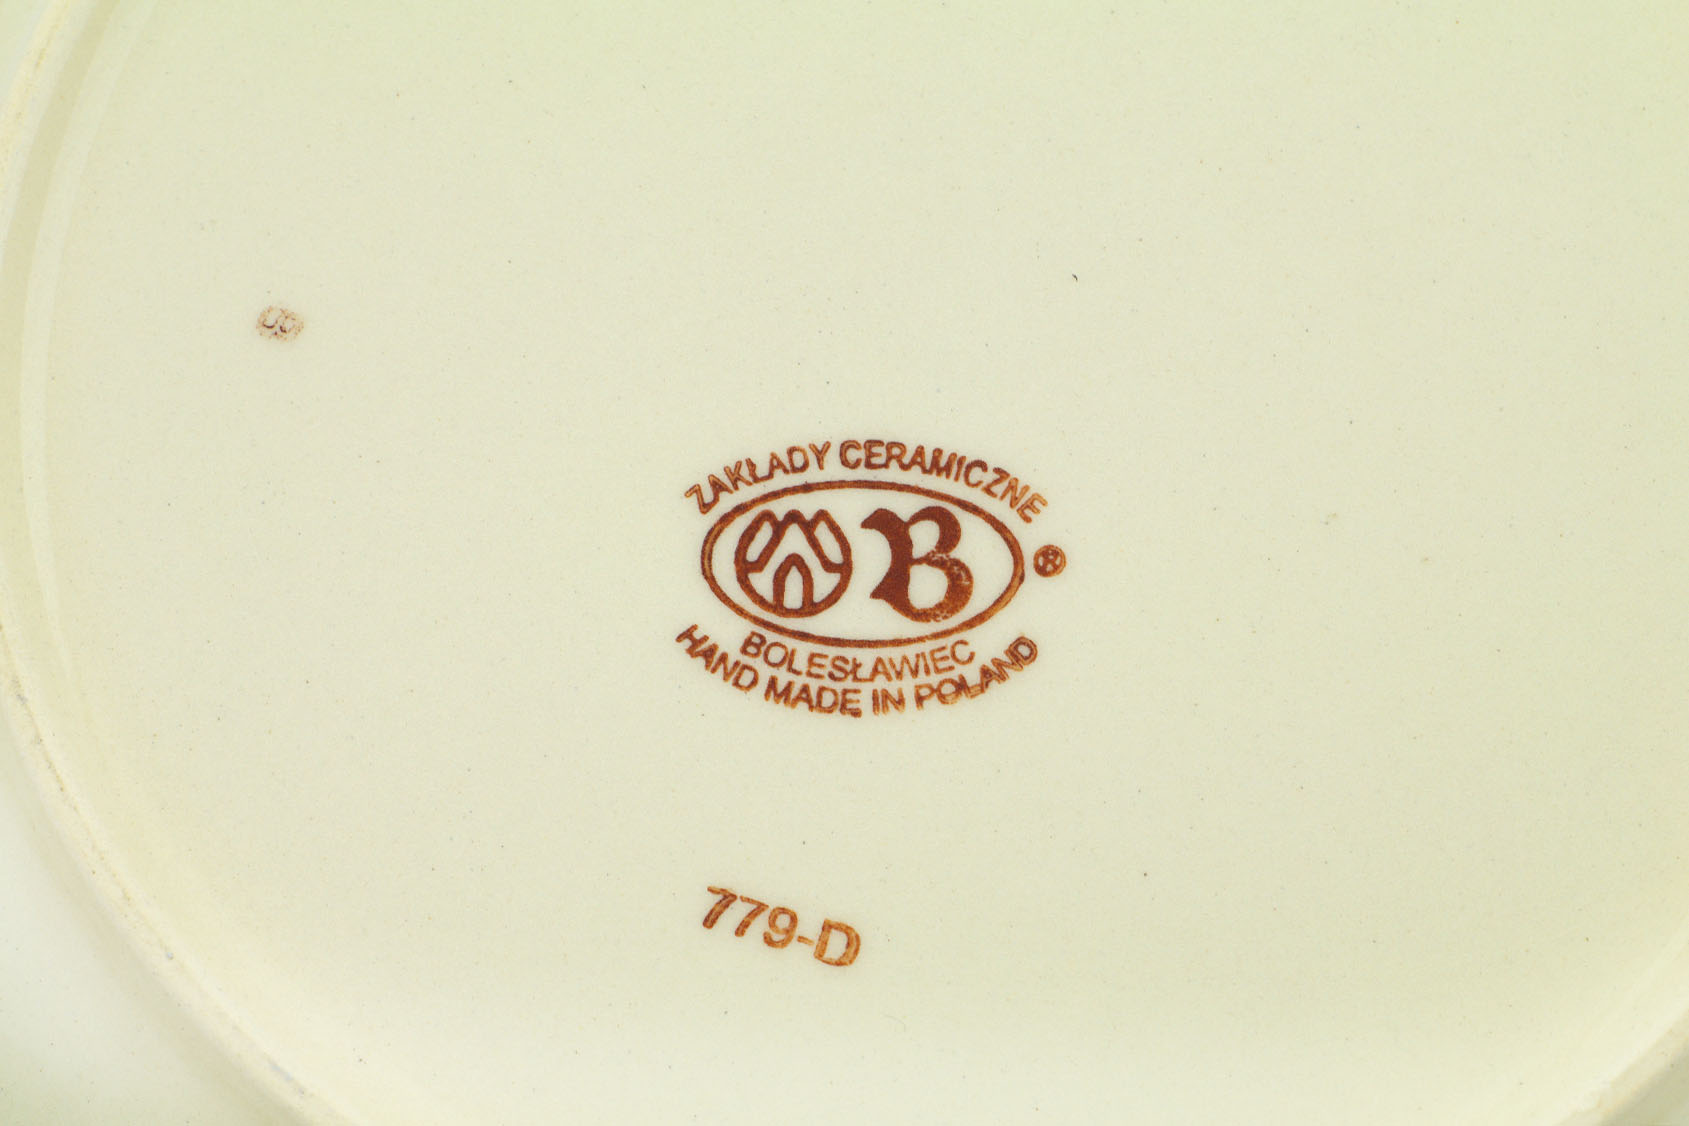 ZAKŁADY CERAMICZNE
B ®
BOLESŁAWIEC
HAND MADE IN POLAND
779-D